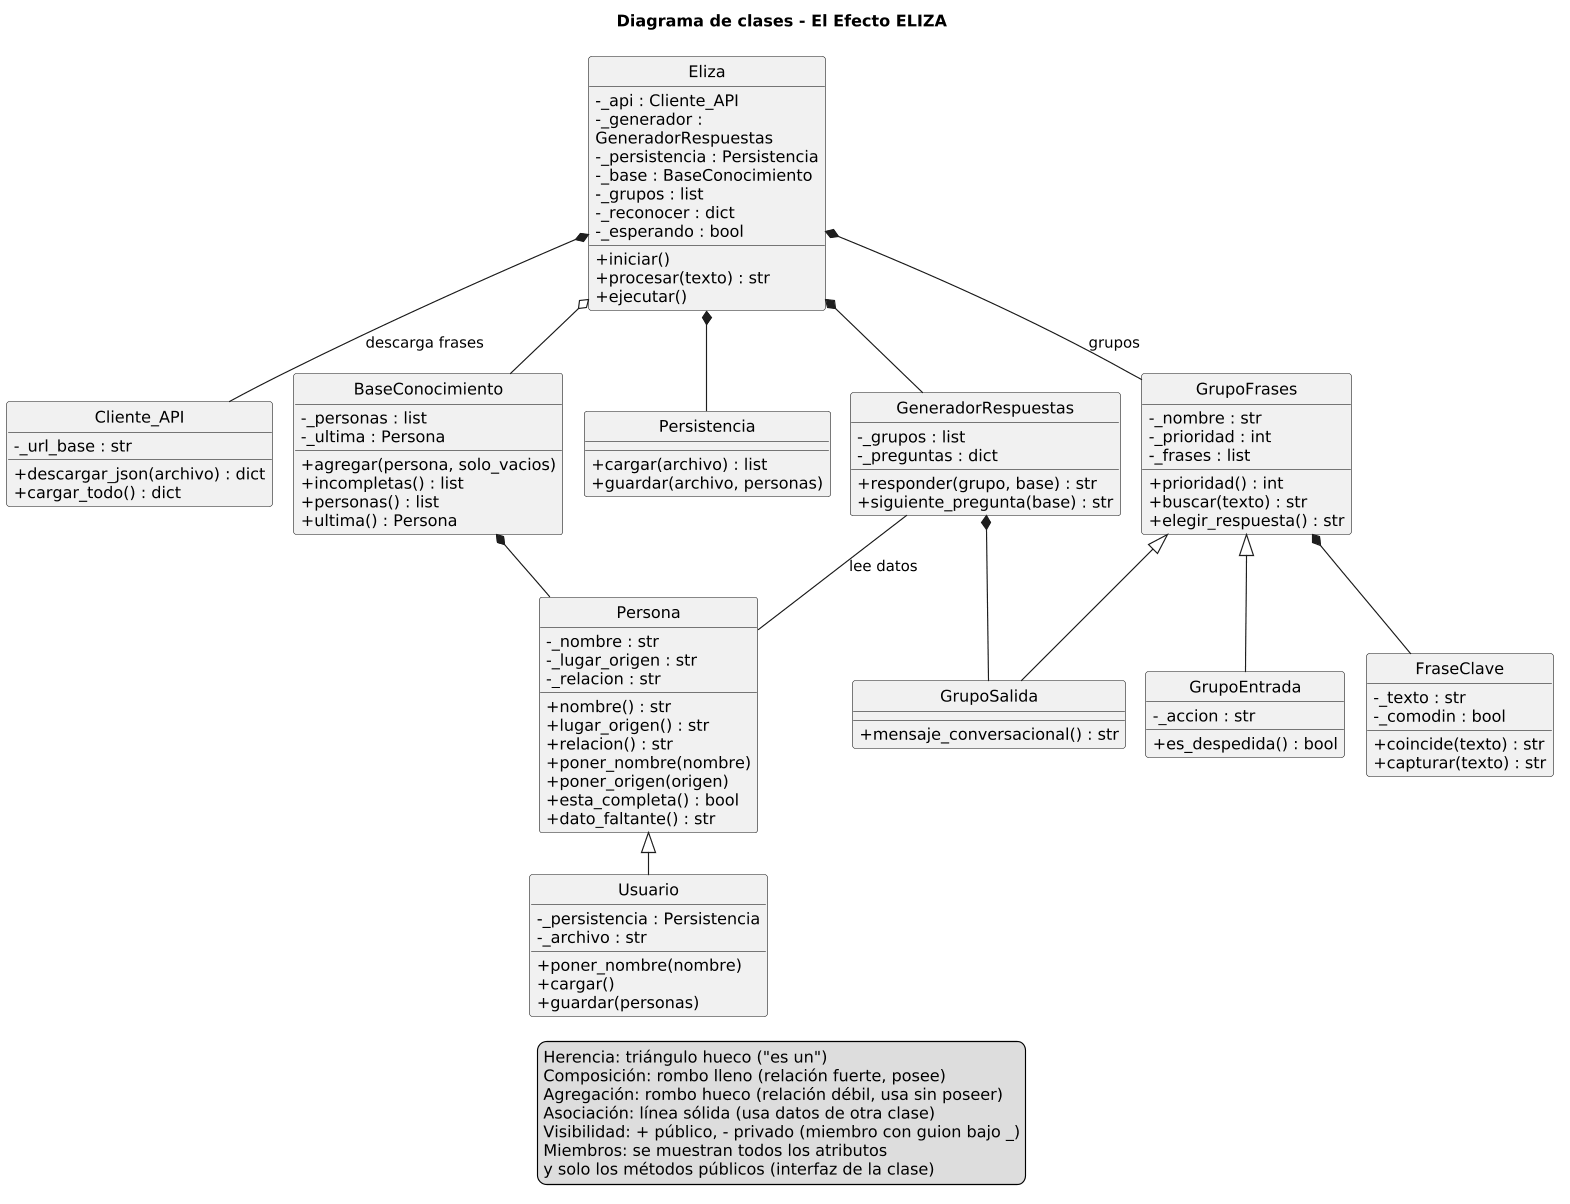 Diagrama de clases - El Efecto ELIZA
Eliza
-_api : Cliente_API
-_generador :
GeneradorRespuestas
-_persistencia : Persistencia
-_base : BaseConocimiento
-_grupos : list
-_reconocer : dict
-_esperando : bool
+iniciar()
+procesar(texto) : str
+ejecutar()
descarga frases
grupos
Cliente_API
-_url_base : str
+descargar_json(archivo) : dict
+cargar_todo() : dict
BaseConocimiento
-_personas : list
-_ultima : Persona
+agregar(persona, solo_vacios)
+incompletas() : list
+personas() : list
+ultima() : Persona
Persistencia
+cargar(archivo) : list
+guardar(archivo, personas)
GeneradorRespuestas
-_grupos : list
-_preguntas : dict
+responder(grupo, base) : str
+siguiente_pregunta(base) : str
GrupoFrases
-_nombre : str
-_prioridad : int
-_frases : list
+prioridad() : int
+buscar(texto) : str
+elegir_respuesta() : str
lee datos
Persona
-_nombre : str
-_lugar_origen : str
-_relacion : str
+nombre() : str
+lugar_origen() : str
+relacion() : str
+poner_nombre(nombre)
+poner_origen(origen)
+esta_completa() : bool
+dato_faltante() : str
GrupoSalida
+mensaje_conversacional() : str
GrupoEntrada
-_accion : str
+es_despedida() : bool
FraseClave
-_texto : str
-_comodin : bool
+coincide(texto) : str
+capturar(texto) : str
Usuario
-_persistencia : Persistencia
-_archivo : str
+poner_nombre(nombre)
+cargar()
+guardar(personas)
Herencia: triángulo hueco ("es un")
Composición: rombo lleno (relación fuerte, posee)
Agregación: rombo hueco (relación débil, usa sin poseer)
Asociación: línea sólida (usa datos de otra clase)
Visibilidad: + público, - privado (miembro con guion bajo _)
Miembros: se muestran todos los atributos
y solo los métodos públicos (interfaz de la clase)